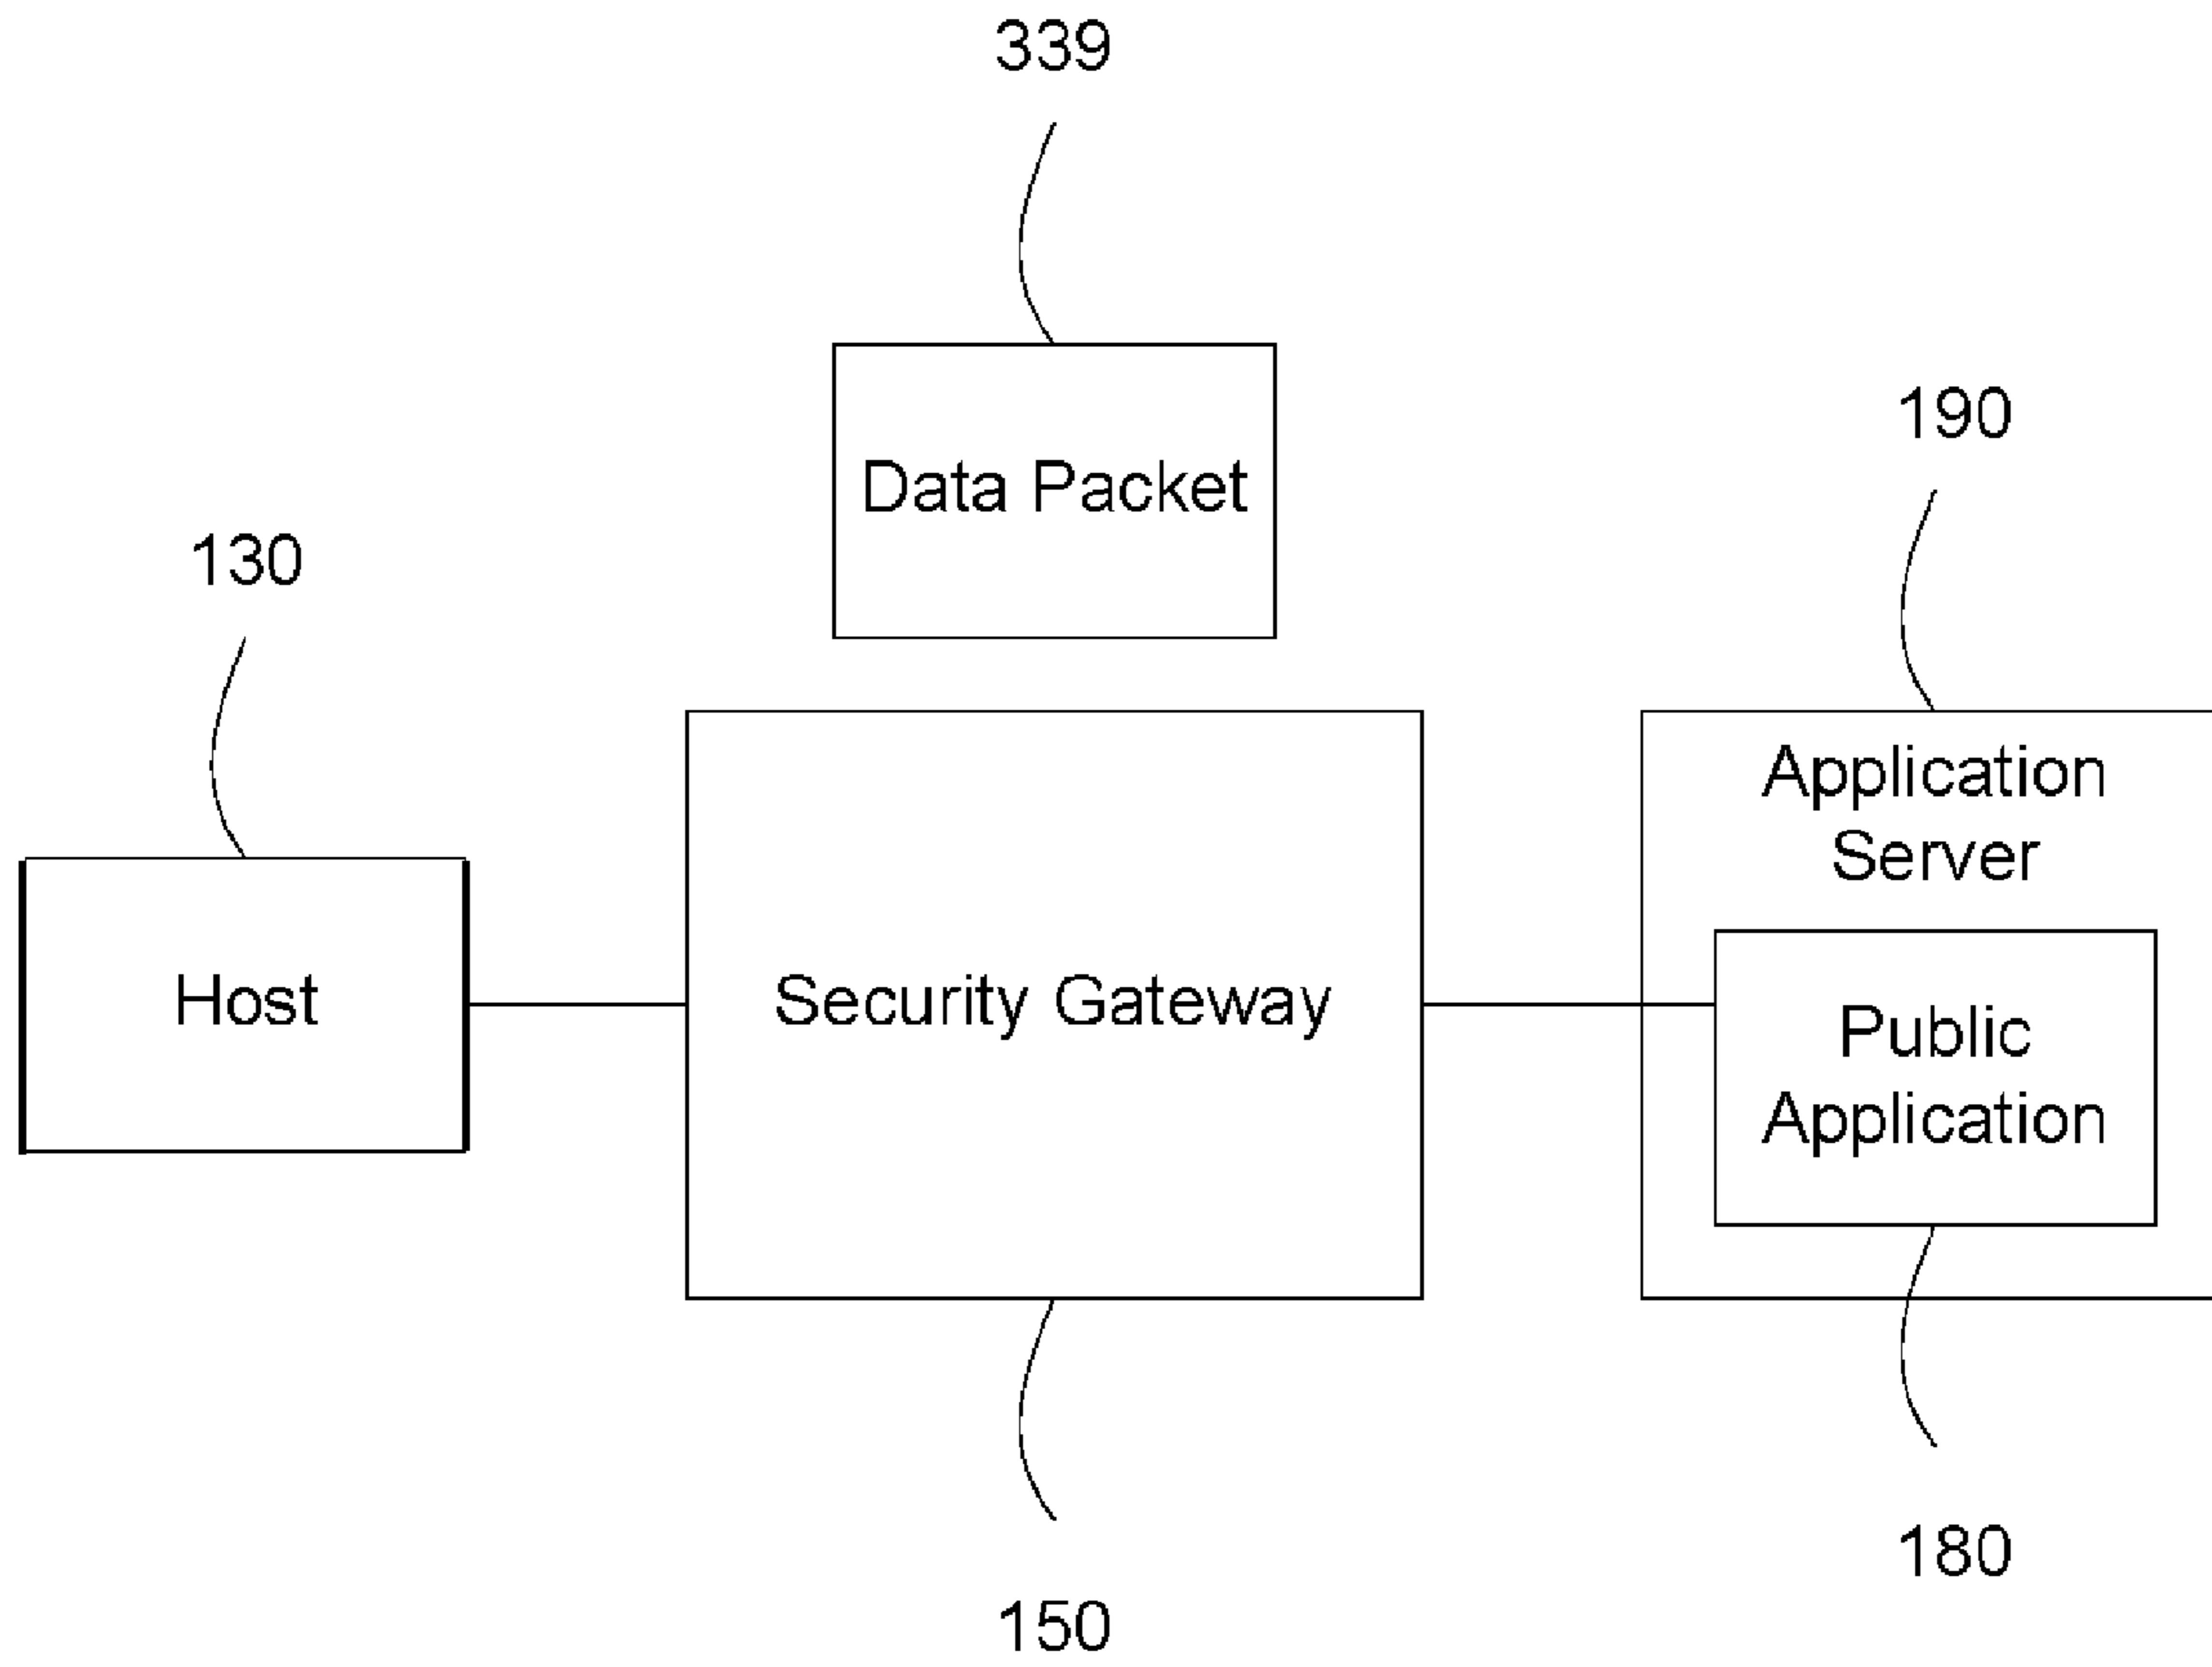 339
Data Packet
190
130
Application
Server
Host
Security Gateway
Public
Application
180
150